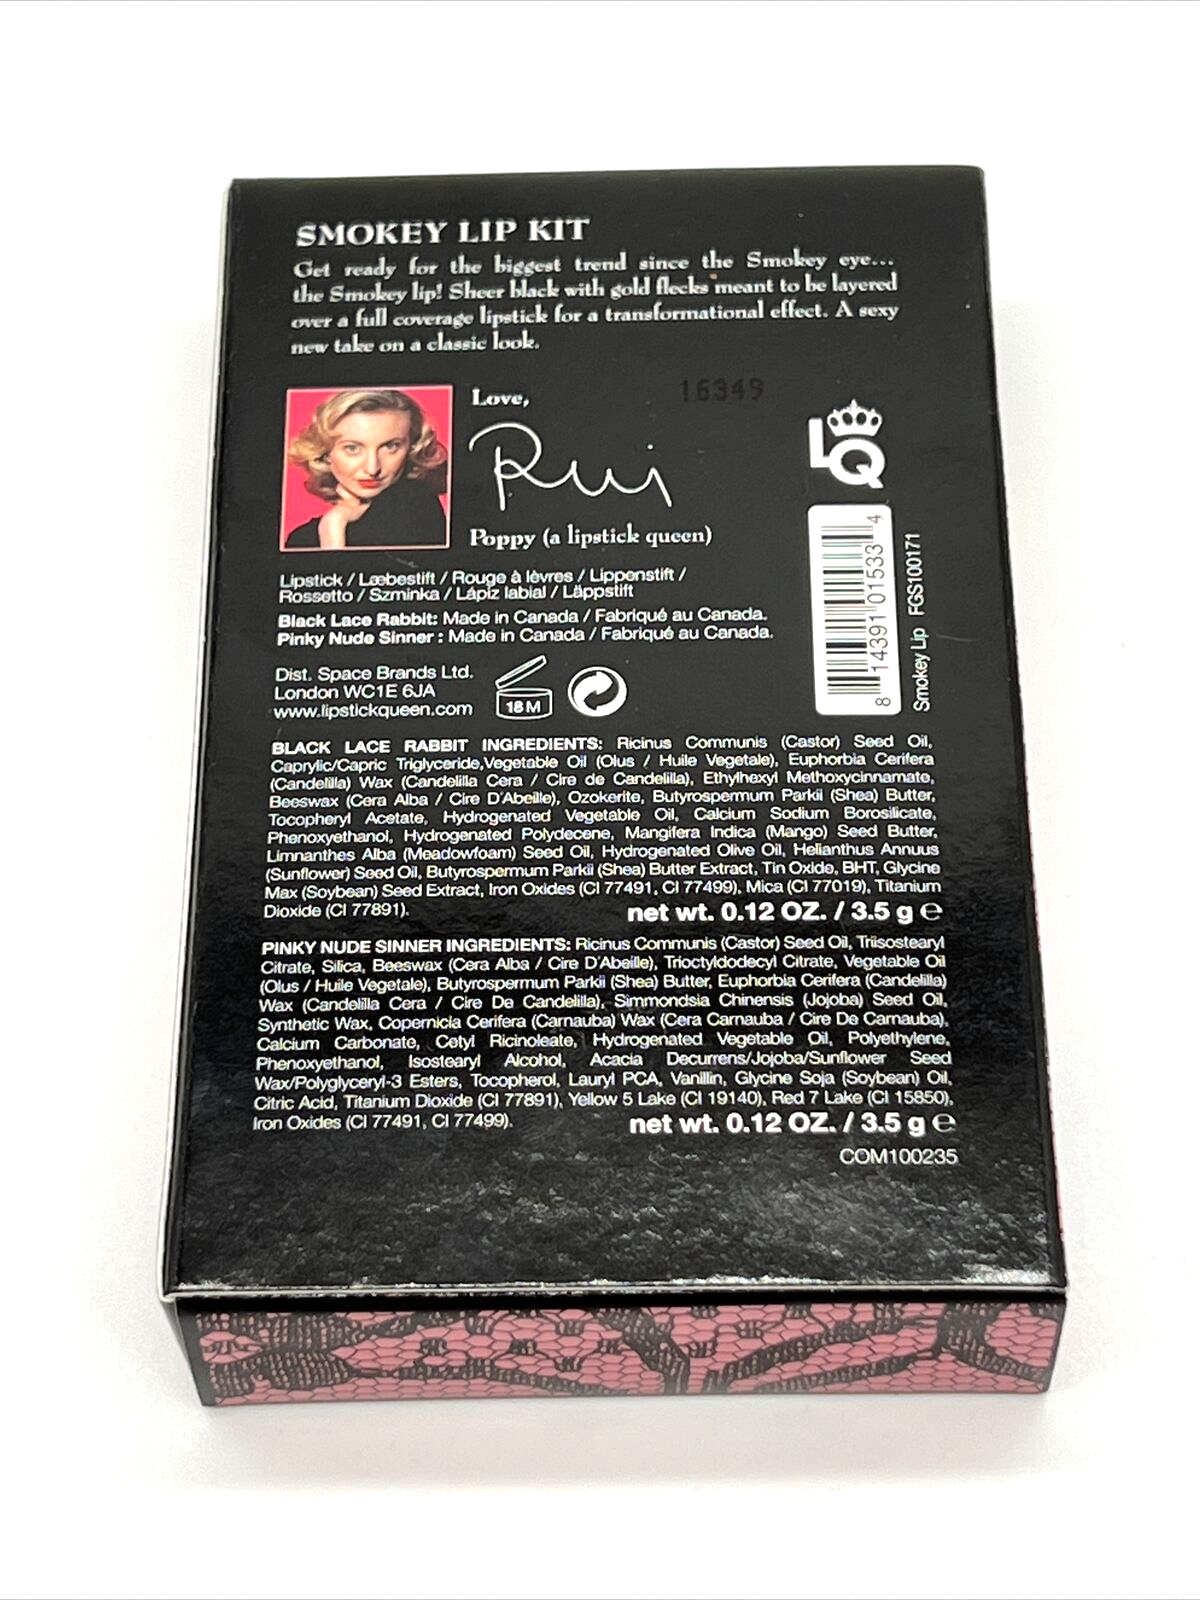 SMOKEY LIP KIT
Get ready for the biggest trend since the Smokey eye...
the Smokey lip! Sheer black with gold flecks meant to be layered
over a full coverage lipstick for a transformational effect. A sexy
new take on a classic look.
16349
Love,
Poppy (a lipstick queen)
LQ
8 14391 01533 4
Smokey Lip FGS100171
Lipstick / Læbestift / Rouge à lèvres / Lippenstift /
Rossetto / Szminka / Lápiz labial / Läppstift
Black Lace Rabbit: Made in Canada / Fabriqué au Canada.
Pinky Nude Sinner : Made in Canada / Fabriqué au Canada.
Dist. Space Brands Ltd.
London WC1E 6JA
www.lipstickqueen.com
18M
BLACK LACE RABBIT INGREDIENTS: Ricinus Communis (Castor) Seed Oil,
Caprylic/Capric Triglyceride,Vegetable Oil (Olus / Huile Vegetale), Euphorbia Cerifera
(Candelilla) Wax (Candelilla Cera / Cire de Candelilla), Ethylhexyl Methoxycinnamate,
Beeswax (Cera Alba / Cire D'Abeille), Ozokerite, Butyrospermum Parkii (Shea) Butter,
Tocopheryl Acetate, Hydrogenated Vegetable Oil, Calcium Sodium Borosilicate,
Phenoxyethanol, Hydrogenated Polydecene, Mangifera Indica (Mango) Seed Butter,
Limnanthes Alba (Meadowfoam) Seed Oil, Hydrogenated Olive Oil, Helianthus Annuus
(Sunflower) Seed Oil, Butyrospermum Parkii (Shea) Butter Extract, Tin Oxide, BHT, Glycine
Max (Soybean) Seed Extract, Iron Oxides (CI 77491, CI 77499), Mica (CI 77019), Titanium
Dioxide (CI 77891).
net wt. 0.12 OZ. / 3.5 g ℮
PINKY NUDE SINNER INGREDIENTS: Ricinus Communis (Castor) Seed Oil, Triisostearyl
Citrate, Silica, Beeswax (Cera Alba / Cire D'Abeille), Trioctyldodecyl Citrate, Vegetable Oil
(Olus / Huile Vegetale), Butyrospermum Parkii (Shea) Butter, Euphorbia Cerifera (Candelilla)
Wax (Candelilla Cera / Cire De Candelilla), Simmondsia Chinensis (Jojoba) Seed Oil,
Synthetic Wax, Copernicia Cerifera (Carnauba) Wax (Cera Carnauba / Cire De Carnauba),
Calcium Carbonate, Cetyl Ricinoleate, Hydrogenated Vegetable Oil, Polyethylene,
Phenoxyethanol, Isostearyl Alcohol, Acacia Decurrens/Jojoba/Sunflower Seed
Wax/Polyglyceryl-3 Esters, Tocopherol, Lauryl PCA, Vanillin, Glycine Soja (Soybean) Oil,
Citric Acid, Titanium Dioxide (CI 77891), Yellow 5 Lake (CI 19140), Red 7 Lake (CI 15850),
Iron Oxides (CI 77491, CI 77499).
net wt. 0.12 OZ. / 3.5 g ℮
COM100235